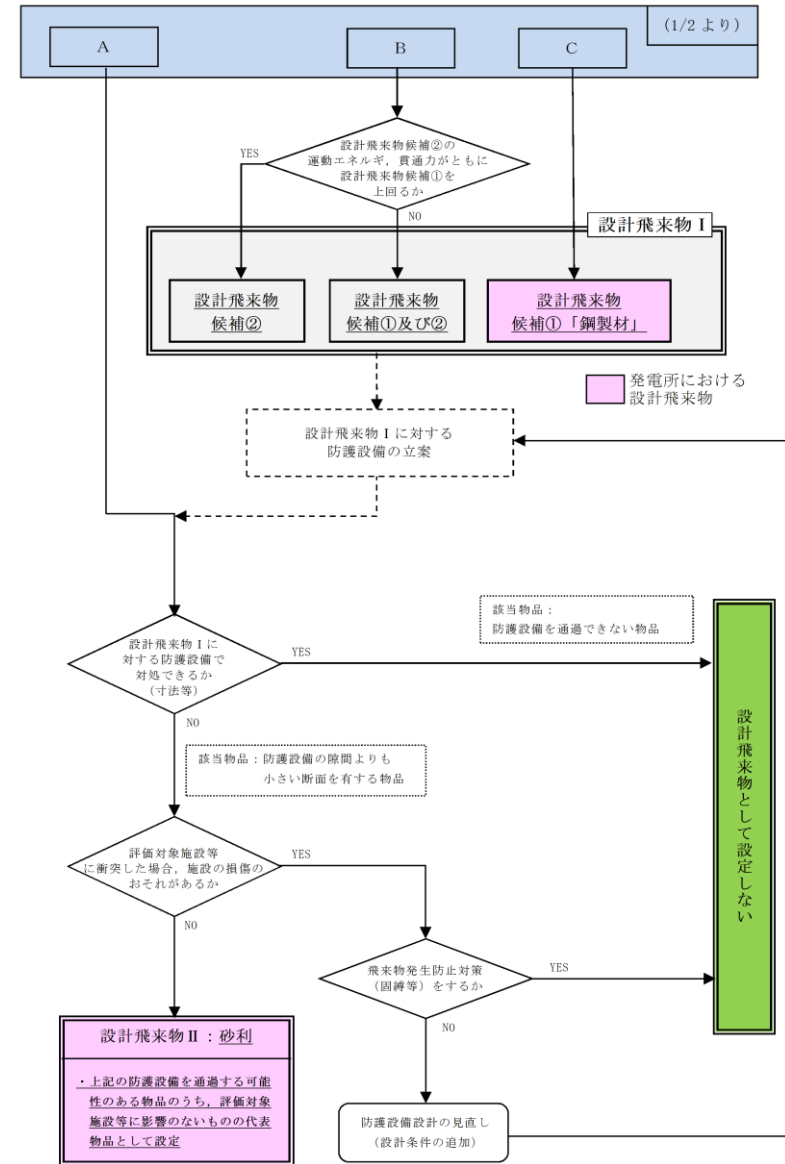 (1/2 より)
A
B
C
設計飛来物候補②の
運動エネルギ，貫通力がともに
設計飛来物候補①を
上回るか
YES
NO
設計飛来物Ⅰ
設計飛来物
候補②
設計飛来物
候補①及び②
設計飛来物
候補①「鋼製材」
発電所における
設計飛来物
設計飛来物Ⅰに対する
防護設備の立案
該当物品：
防護設備を通過できない物品
設計飛来物Ⅰに
対する防護設備で
対処できるか
（寸法等）
YES
NO
設計飛来物として設定しない
該当物品：防護設備の隙間よりも
小さい断面を有する物品
評価対象施設等
に衝突した場合，施設の損傷の
おそれがあるか
YES
NO
飛来物発生防止対策
（固縛等）をするか
YES
NO
設計飛来物Ⅱ：砂利
・上記の防護設備を通過する可能
性のある物品のうち，評価対象
施設等に影響のないものの代表
物品として設定
防護設備設計の見直し
（設計条件の追加）